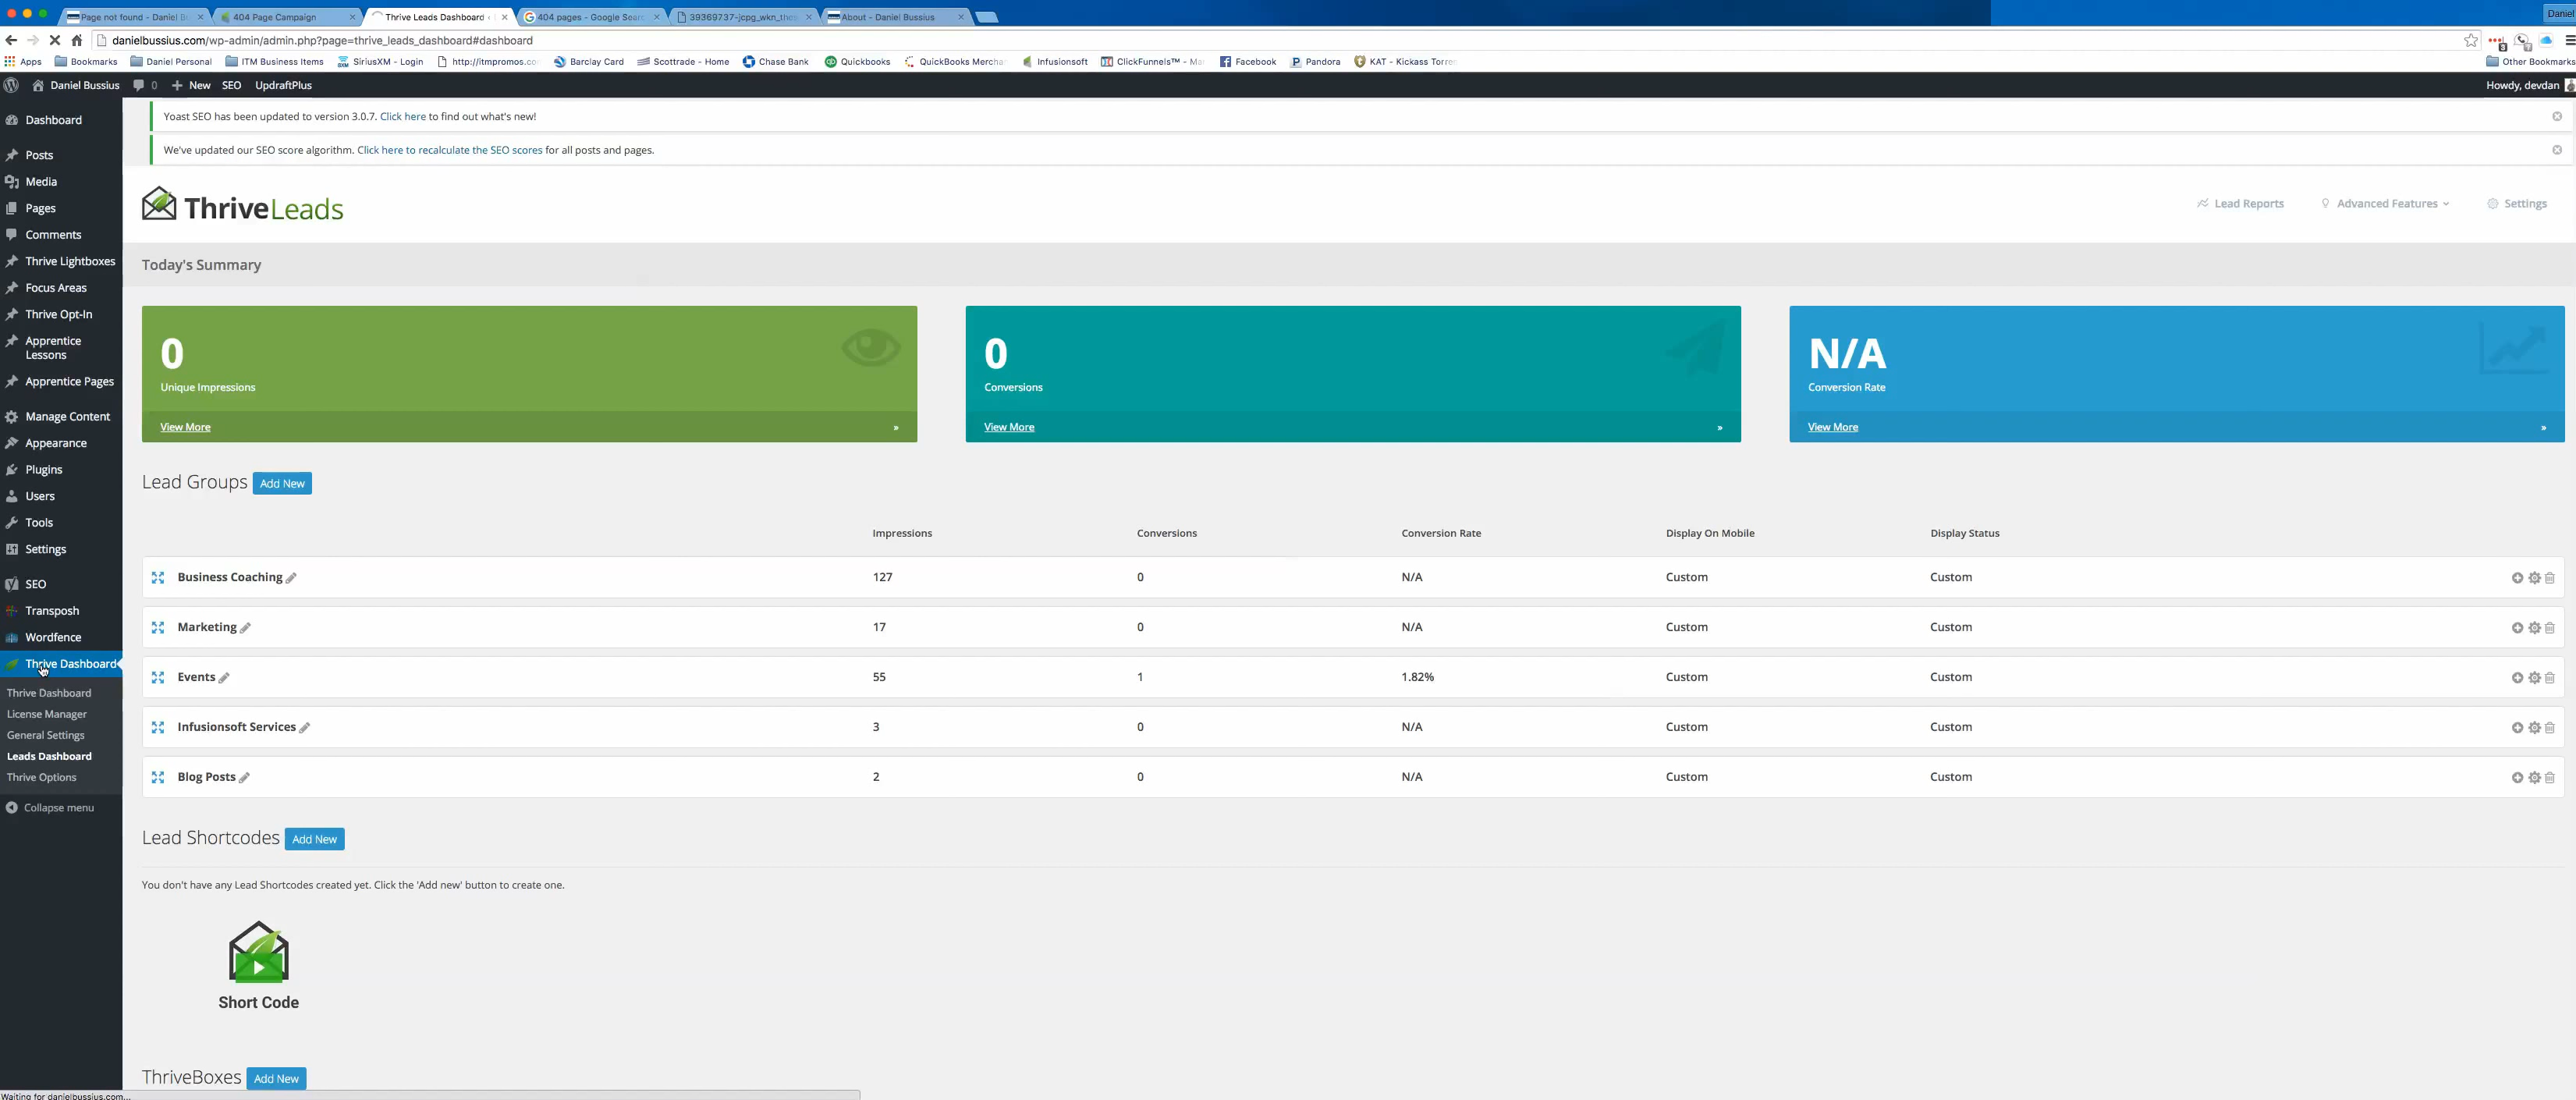 Page not found - Daniel Bu
404 Page Campaign
Thrive Leads Dashboard
404 pages - Google Sear
39369737-jcpg_wkn_thos
About - Daniel Bussius
Daniel
danielbussius.com/wp-admin/admin.php?page=thrive_leads_dashboard#dashboard
Apps
Bookmarks
Daniel Personal
ITM Business Items
SiriusXM - Login
http://itmpromos.co
Barclay Card
Scottrade - Home
Chase Bank
Quickbooks
QuickBooks Mercha
Infusionsoft
ClickFunnels™ - Ma
Facebook
Pandora
KAT - Kickass Torre
Other Bookmarks
Daniel Bussius
0
New
SEO
UpdraftPlus
Howdy, devdan
Dashboard
Posts
Media
Pages
Comments
Thrive Lightboxes
Focus Areas
Thrive Opt-In
Apprentice
Lessons
Apprentice Pages
Manage Content
Appearance
Plugins
Users
Tools
Settings
SEO
Transposh
Wordfence
Thrive Dashboard
Thrive Dashboard
License Manager
General Settings
Leads Dashboard
Thrive Options
Collapse menu
Yoast SEO has been updated to version 3.0.7. Click here to find out what's new!
We've updated our SEO score algorithm. Click here to recalculate the SEO scores for all posts and pages.
ThriveLeads
Lead Reports
Advanced Features
Settings
Today's Summary
0
Unique Impressions
View More »
0
Conversions
View More »
N/A
Conversion Rate
View More »
Lead Groups Add New
Impressions Conversions Conversion Rate Display On Mobile Display Status
Business Coaching 127 0 N/A Custom Custom
Marketing 17 0 N/A Custom Custom
Events 55 1 1.82% Custom Custom
Infusionsoft Services 3 0 N/A Custom Custom
Blog Posts 2 0 N/A Custom Custom
Lead Shortcodes Add New
You don't have any Lead Shortcodes created yet. Click the 'Add new' button to create one.
Short Code
ThriveBoxes Add New
Waiting for danielbussius.com...